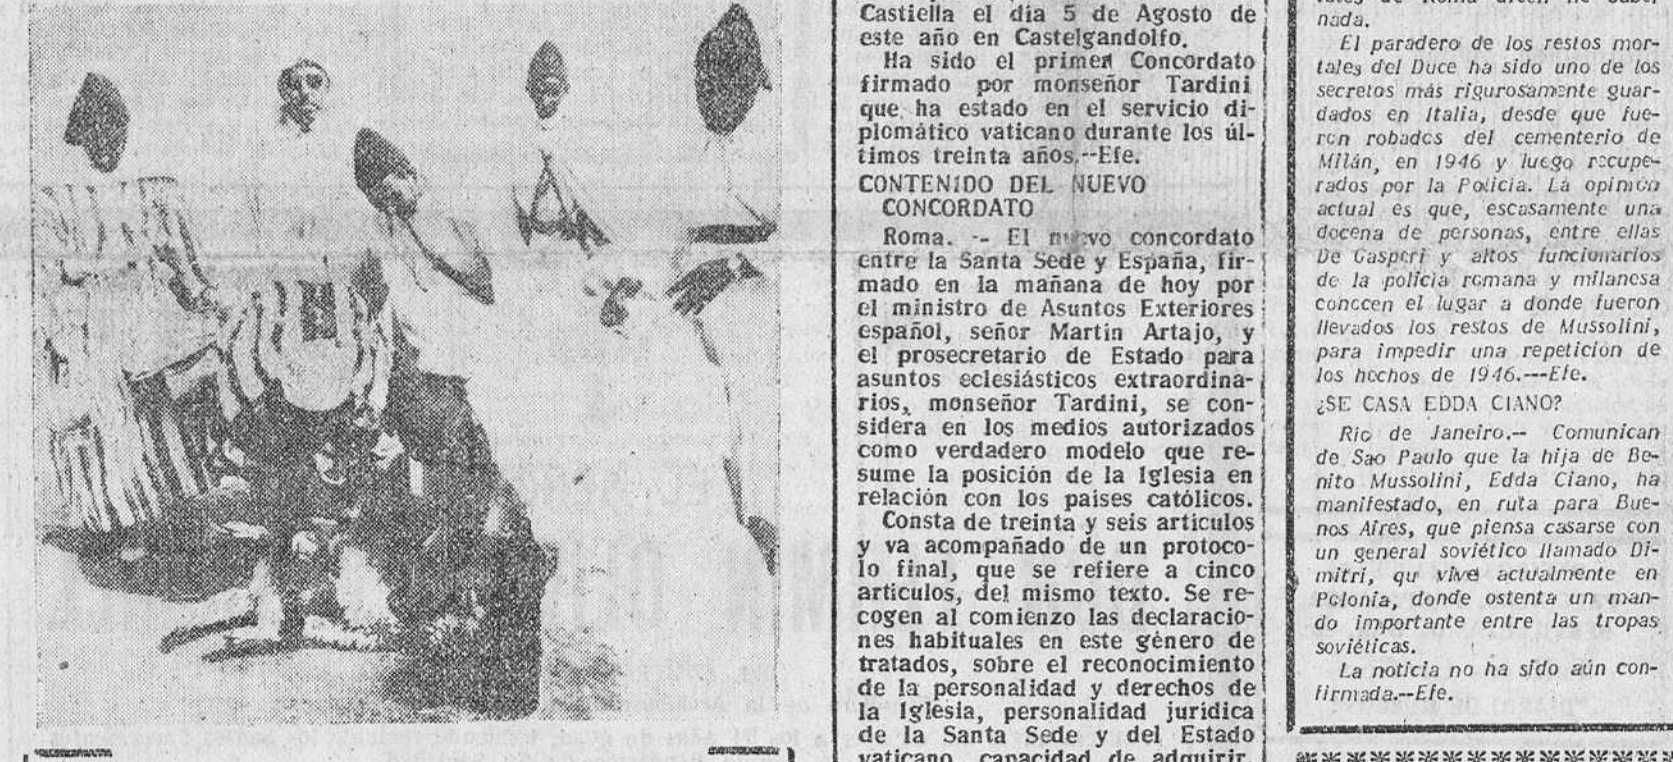 Castiella el día 5 de Agosto de
este año en Castelgandolfo.
Ha sido el primer Concordato
firmado por monseñor Tardini
que ha estado en el servicio di-
plomático vaticano durante los úl-
timos treinta años.--Efe.
CONTENIDO DEL NUEVO
CONCORDATO
Roma. -- El nuevo concordato
entre la Santa Sede y España, fir-
mado en la mañana de hoy por
el ministro de Asuntos Exteriores
español, señor Martin Artajo, y
el prosecretario de Estado para
asuntos eclesiásticos extraordina-
rios, monseñor Tardini, se con-
sidera en los medios autorizados
como verdadero modelo que re-
sume la posición de la Iglesia en
relación con los países católicos.
Consta de treinta y seis artículos
y va acompañado de un protoco-
lo final, que se refiere a cinco
artículos, del mismo texto. Se re-
cogen al comienzo las declaracio-
nes habituales en este género de
tratados, sobre el reconocimiento
de la personalidad y derechos de
la Iglesia, personalidad jurídica
de la Santa Sede y del Estado
vaticano, capacidad de adquirir,
nada.
El paradero de los restos mor-
tales del Duce ha sido uno de los
secretos más rigurosamente guar-
dados en Italia, desde que fue-
ron robados del cementerio de
Milán, en 1946 y luego recupe-
rados por la Policía. La opinión
actual es que, escasamente una
docena de personas, entre ellas
De Gasperi y altos funcionarios
de la policía romana y milanesa
conocen el lugar a donde fueron
llevados los restos de Mussolini,
para impedir una repetición de
los hechos de 1946.---Efe.
¿SE CASA EDDA CIANO?
Rio de Janeiro.-- Comunican
de Sao Paulo que la hija de Be-
nito Mussolini, Edda Ciano, ha
manifestado, en ruta para Bue-
nos Aires, que piensa casarse con
un general soviético llamado Di-
mitri, qu vive actualmente en
Polonia, donde ostenta un man-
do importante entre las tropas
soviéticas.
La noticia no ha sido aún con-
firmada.--Efe.